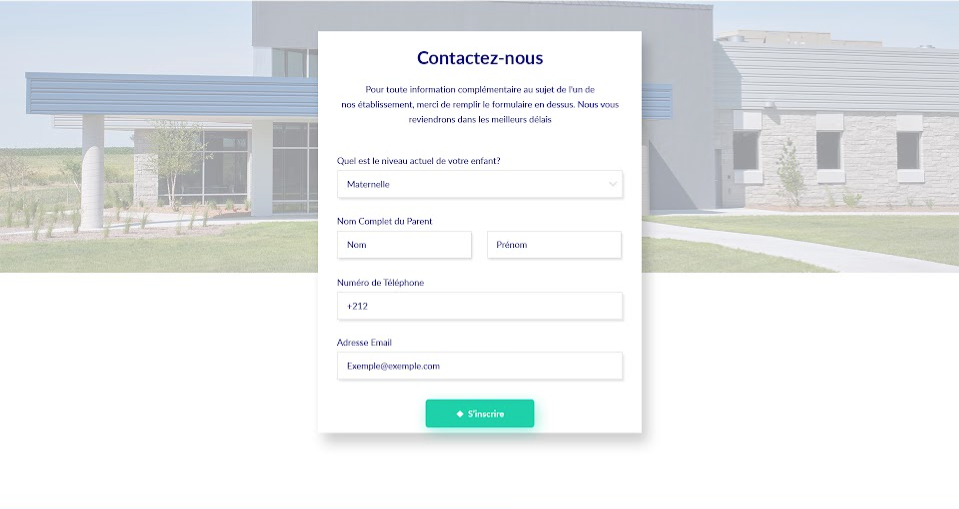 Contactez-nous
Pour toute information complémentaire au sujet de l'un de
nos établissement, merci de remplir le formulaire en dessus. Nous vous
reviendrons dans les meilleurs délais
Quel est le niveau actuel de votre enfant?
Maternelle
Nom Complet du Parent
Nom Prénom
Numéro de Téléphone
+212
Adresse Email
Exemple@exemple.com
S'inscrire